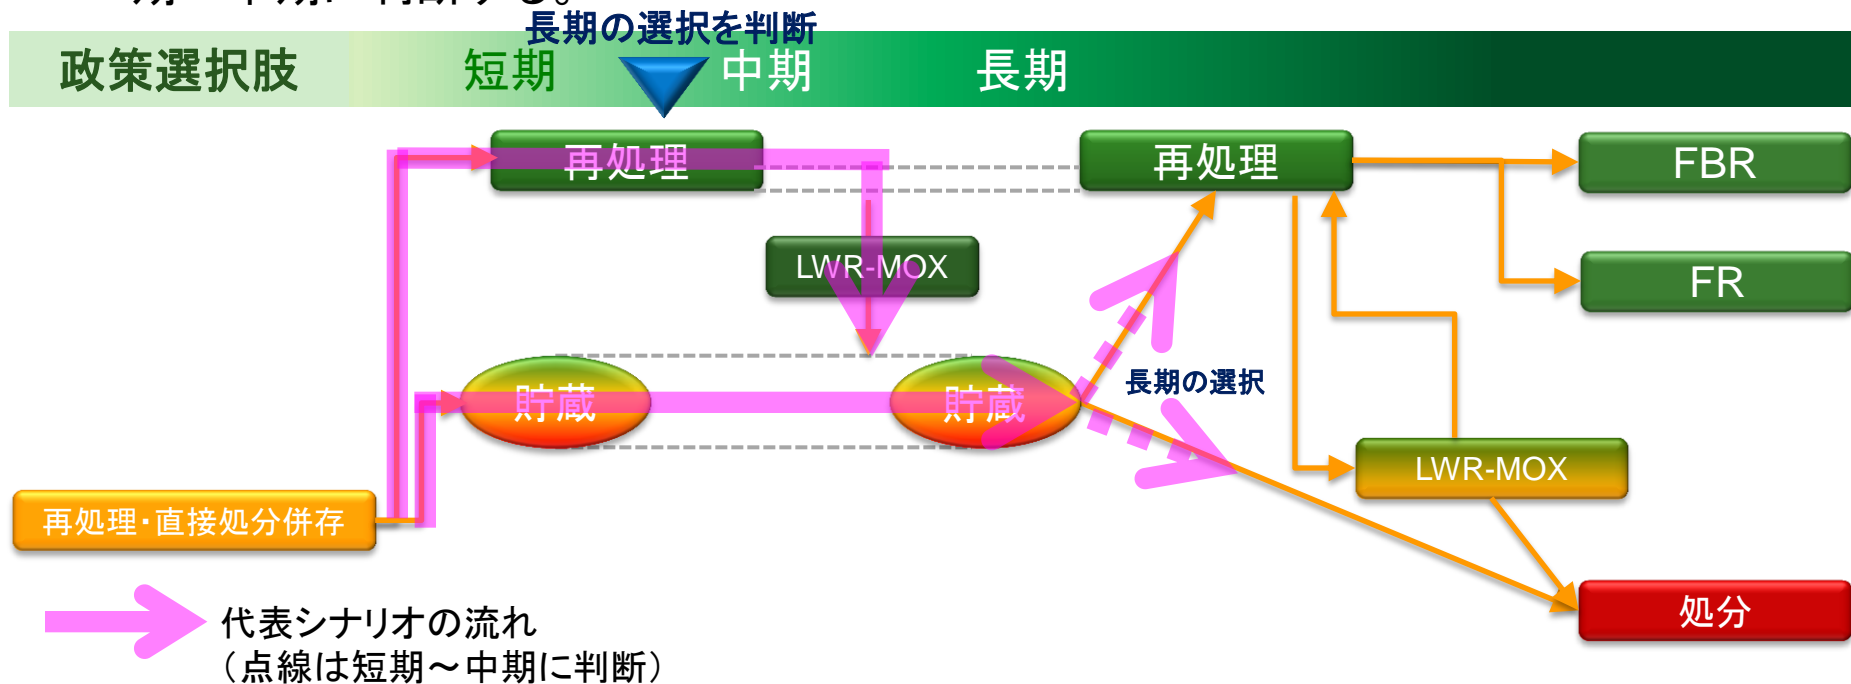 長期の選択を判断
政策選択肢 短期 中期 長期
再処理 再処理 FBR
LWR-MOX FR
貯蔵 貯蔵 長期の選択
LWR-MOX
再処理・直接処分併存
処分
代表シナリオの流れ
（点線は短期～中期に判断）